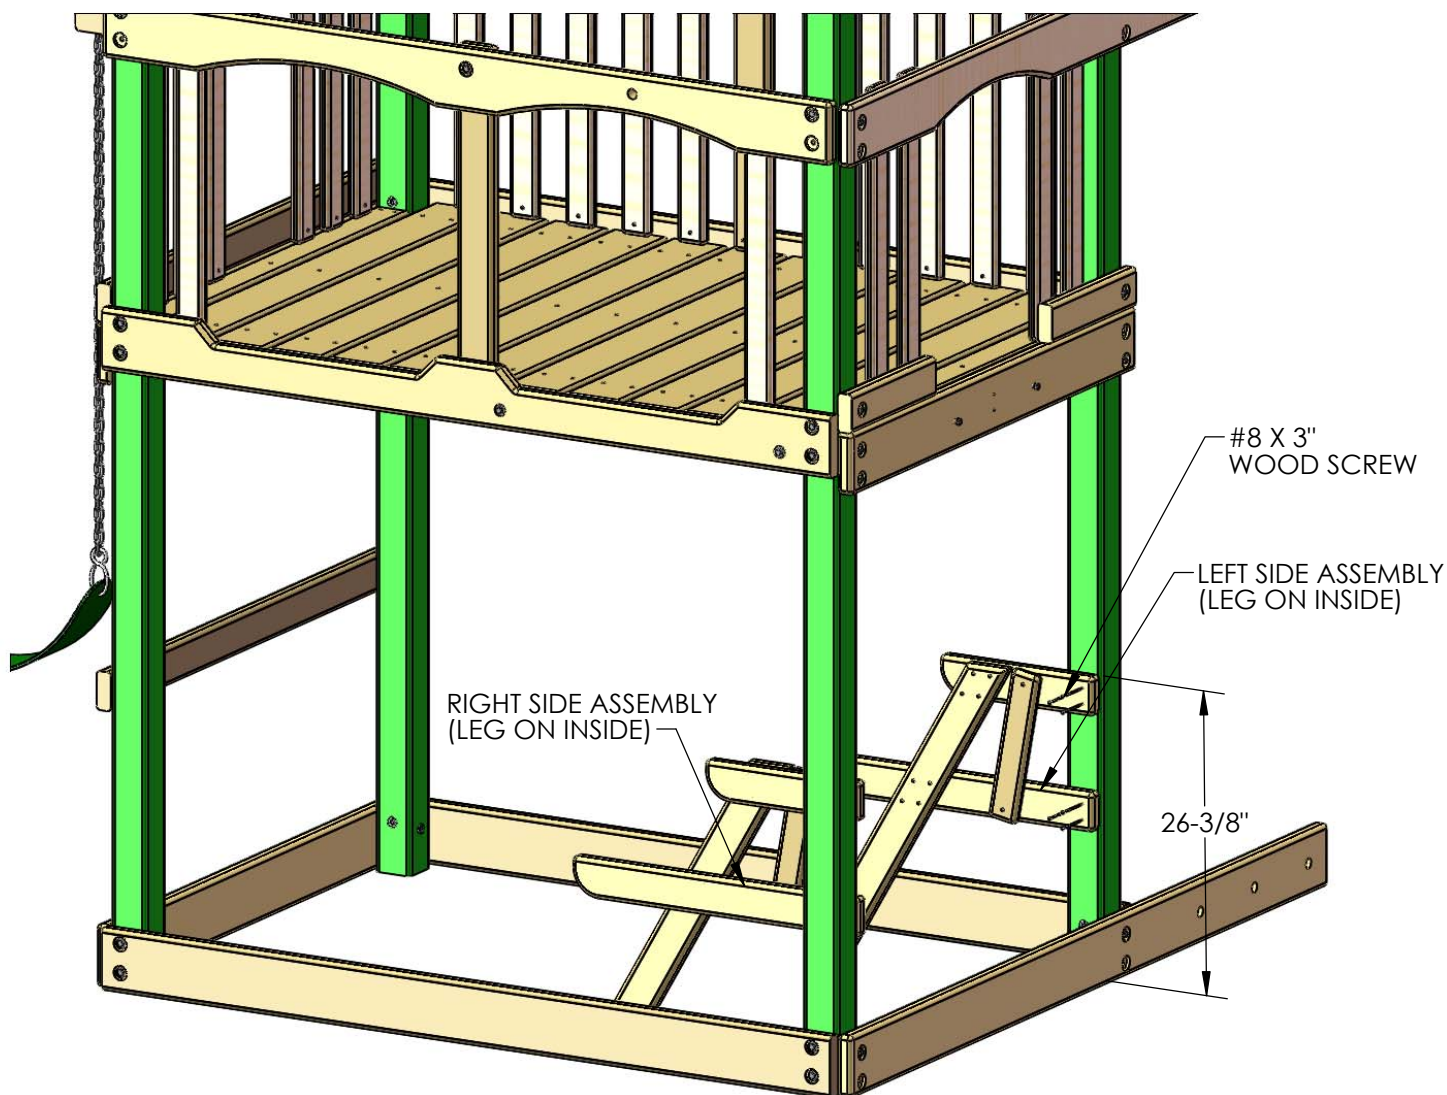 #8 X 3"
WOOD SCREW
LEFT SIDE ASSEMBLY
(LEG ON INSIDE)
RIGHT SIDE ASSEMBLY
(LEG ON INSIDE)
26-3/8"